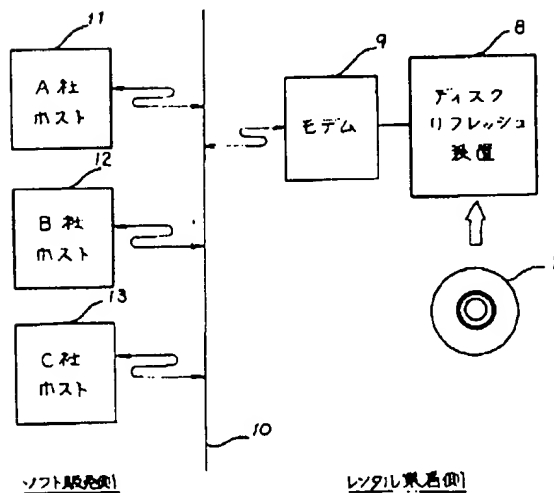 11
A社
ホスト
12
B社
ホスト
13
C社
ホスト
10
9
モデム
8
ディスク
リフレッシュ
装置
ソフト販売側
レンタル業者側